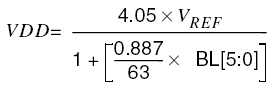 VDD= 4.05 × V_REF / (1 + [0.887/63 × BL[5:0]])